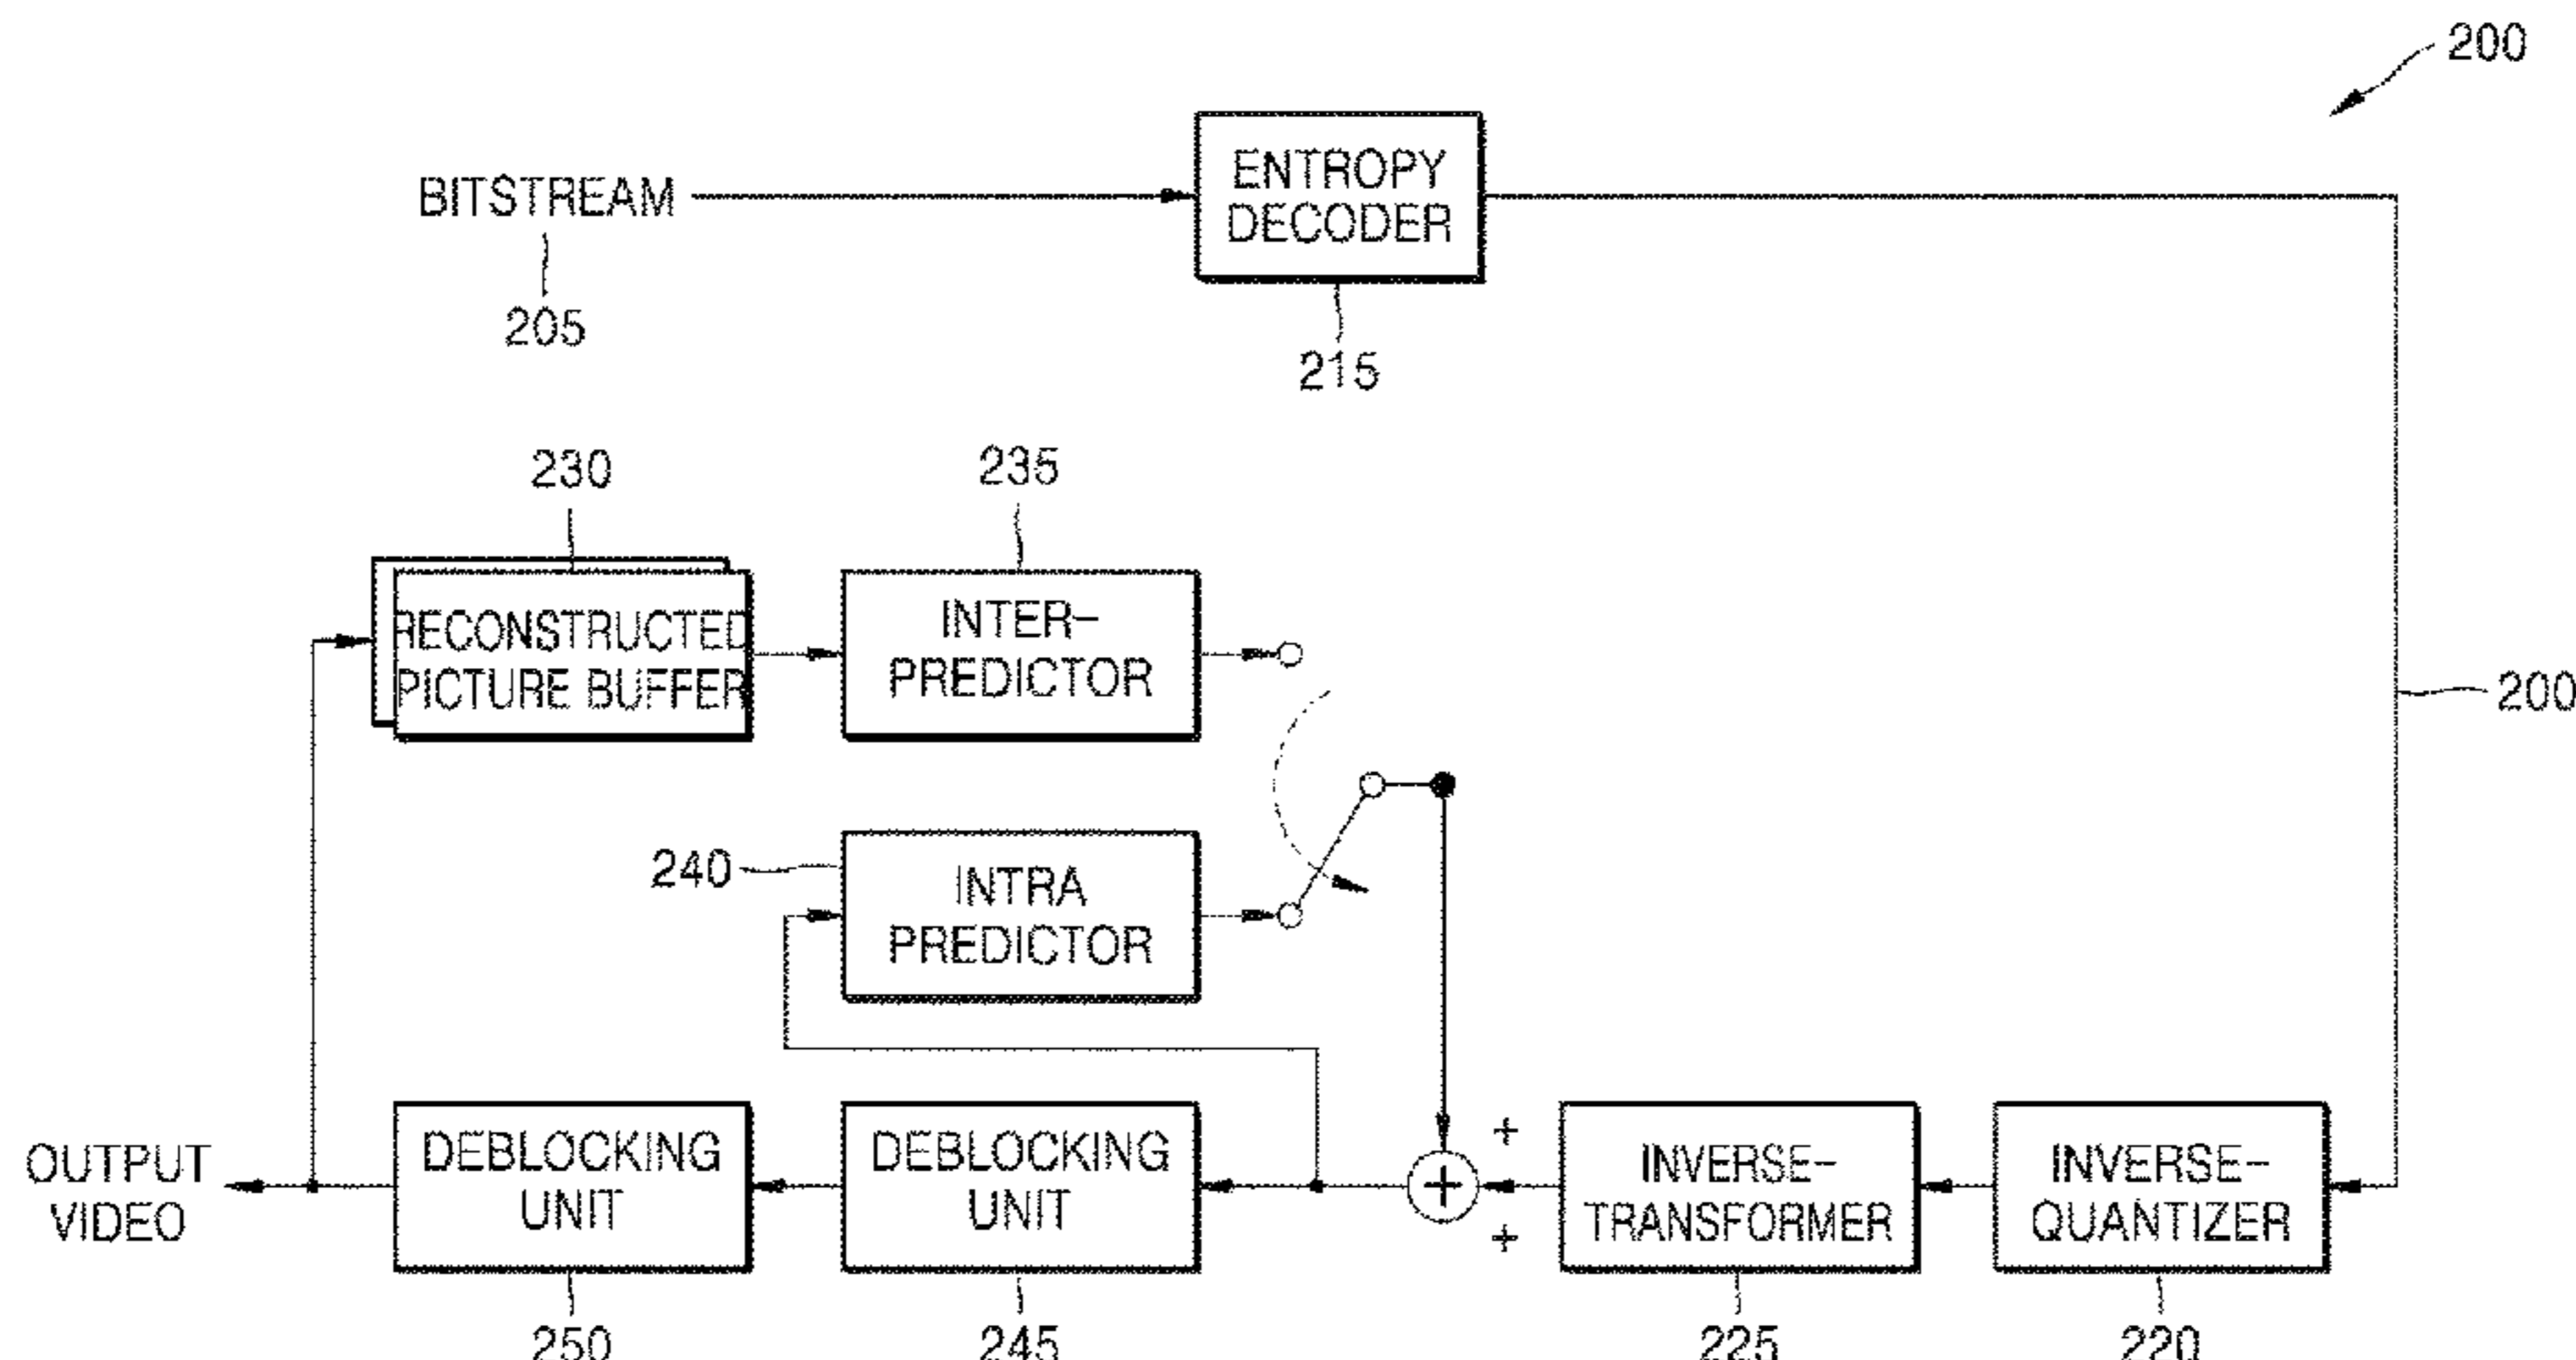 200
BITSTREAM
205
ENTROPY
DECODER
215
230
RECONSTRUCTED
PICTURE BUFFER
235
INTER-
PREDICTOR
200
240
INTRA
PREDICTOR
OUTPUT
VIDEO
DEBLOCKING
UNIT
250
DEBLOCKING
UNIT
245
+
+
+
INVERSE-
TRANSFORMER
225
INVERSE-
QUANTIZER
220